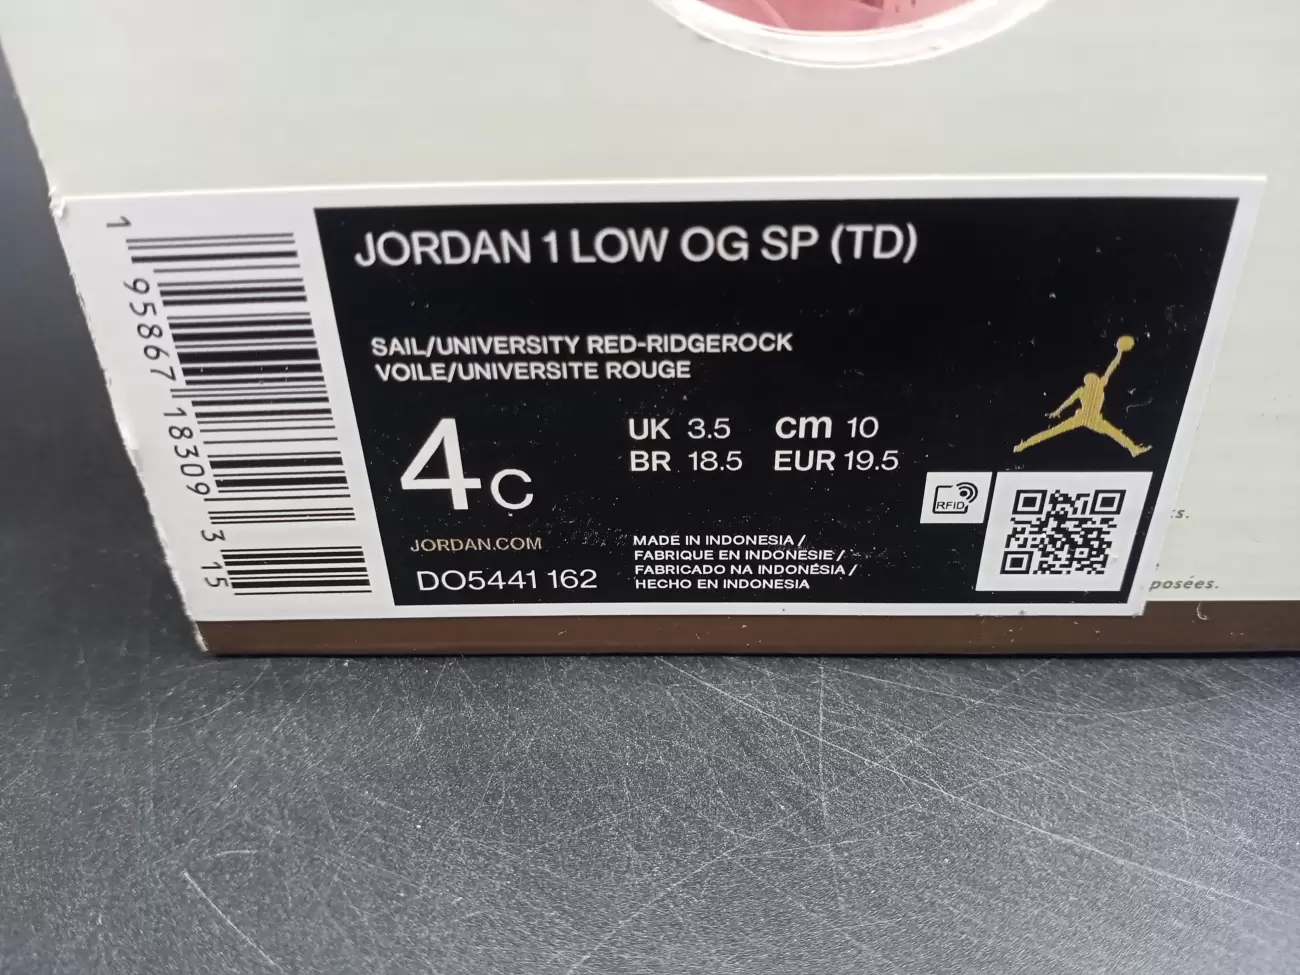 JORDAN 1 LOW OG SP (TD)
SAIL/UNIVERSITY RED-RIDGEROCK
VOILE/UNIVERSITE ROUGE
4C
UK 3.5 cm 10
BR 18.5 EUR 19.5
JORDAN.COM
DO5441 162
MADE IN INDONESIA /
FABRIQUE EN INDONESIE /
FABRICADO NA INDONÉSIA /
HECHO EN INDONESIA
RFID
1 95867 18309 3 15
posées.